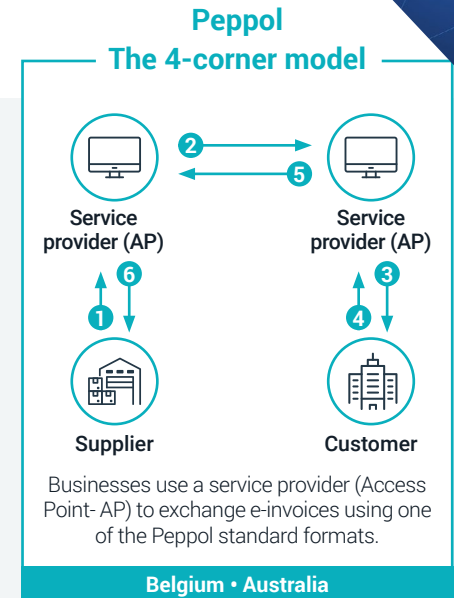 Peppol
The 4-corner model
2
5
Service
provider (AP)
Service
provider (AP)
6
3
1
4
Supplier
Customer
Businesses use a service provider (Access
Point- AP) to exchange e-invoices using one
of the Peppol standard formats.
Belgium • Australia